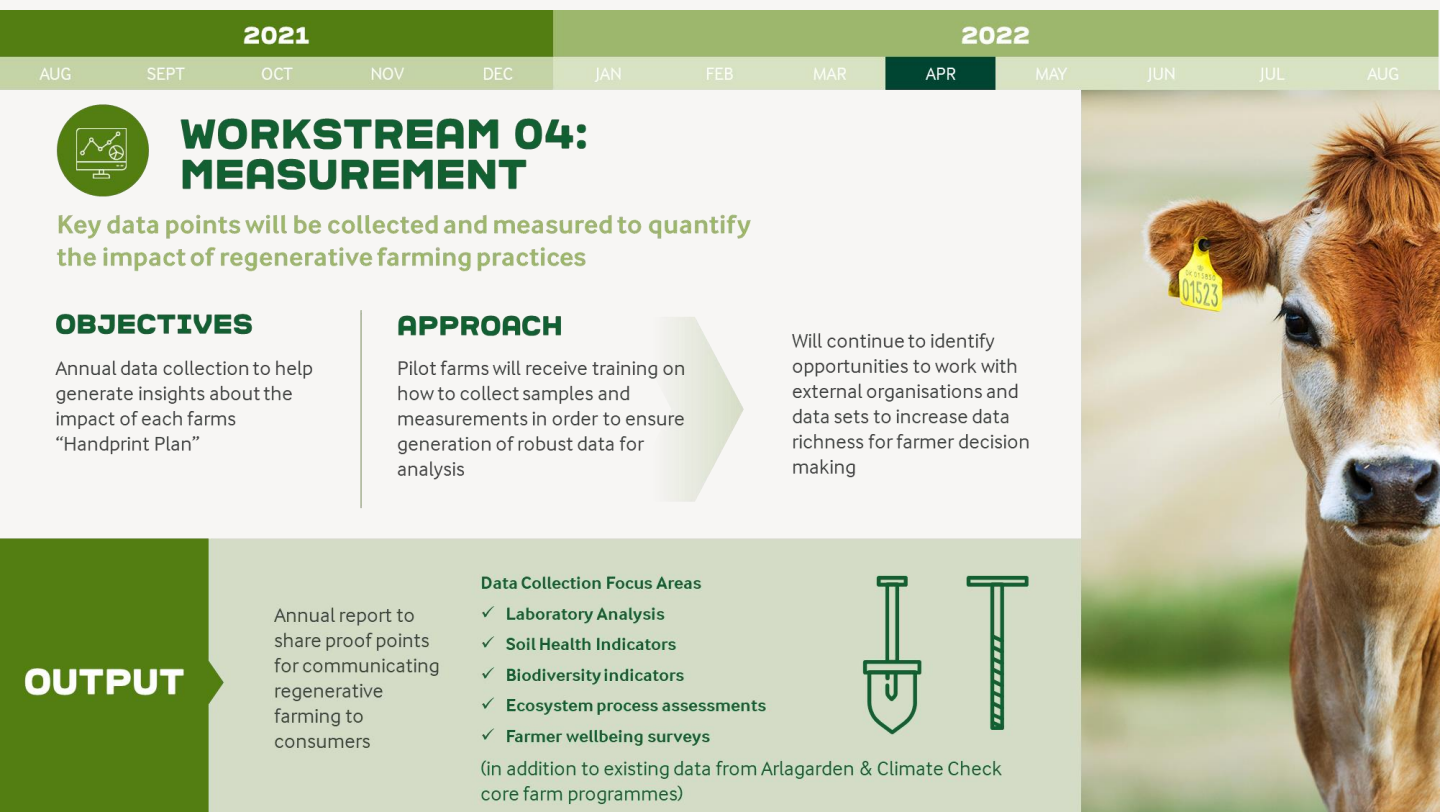 2021
2022
AUG SEPT OCT NOV DEC JAN FEB MAR APR MAY JUN JUL AUG
WORKSTREAM 04:
MEASUREMENT
Key data points will be collected and measured to quantify
the impact of regenerative farming practices
OBJECTIVES
Annual data collection to help
generate insights about the
impact of each farms
“Handprint Plan”
APPROACH
Pilot farms will receive training on
how to collect samples and
measurements in order to ensure
generation of robust data for
analysis
Will continue to identify
opportunities to work with
external organisations and
data sets to increase data
richness for farmer decision
making
01523
OUTPUT
Annual report to
share proof points
for communicating
regenerative
farming to
consumers
Data Collection Focus Areas
✓ Laboratory Analysis
✓ Soil Health Indicators
✓ Biodiversity indicators
✓ Ecosystem process assessments
✓ Farmer wellbeing surveys
(in addition to existing data from Arlagarden & Climate Check
core farm programmes)